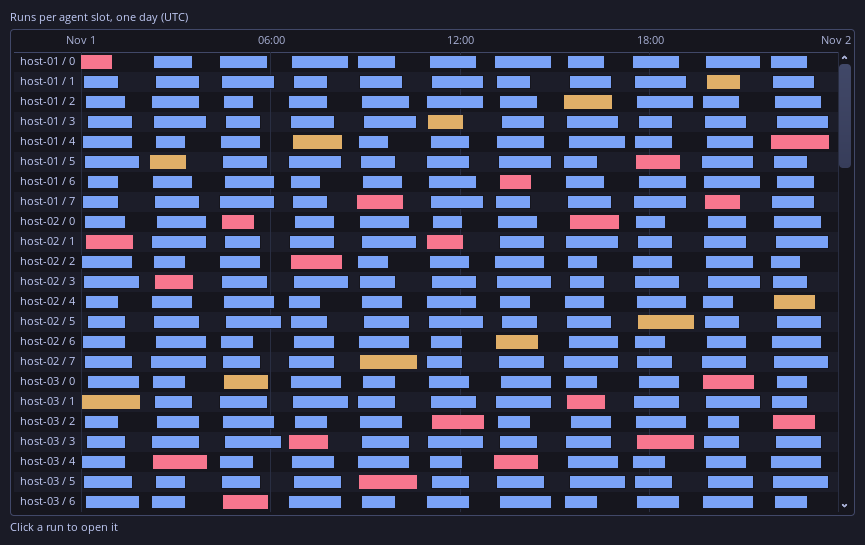 Runs per agent slot, one day (UTC)
Nov 1 06:00 12:00 18:00 Nov 2
host-01 / 0
host-01 / 1
host-01 / 2
host-01 / 3
host-01 / 4
host-01 / 5
host-01 / 6
host-01 / 7
host-02 / 0
host-02 / 1
host-02 / 2
host-02 / 3
host-02 / 4
host-02 / 5
host-02 / 6
host-02 / 7
host-03 / 0
host-03 / 1
host-03 / 2
host-03 / 3
host-03 / 4
host-03 / 5
host-03 / 6
Click a run to open it